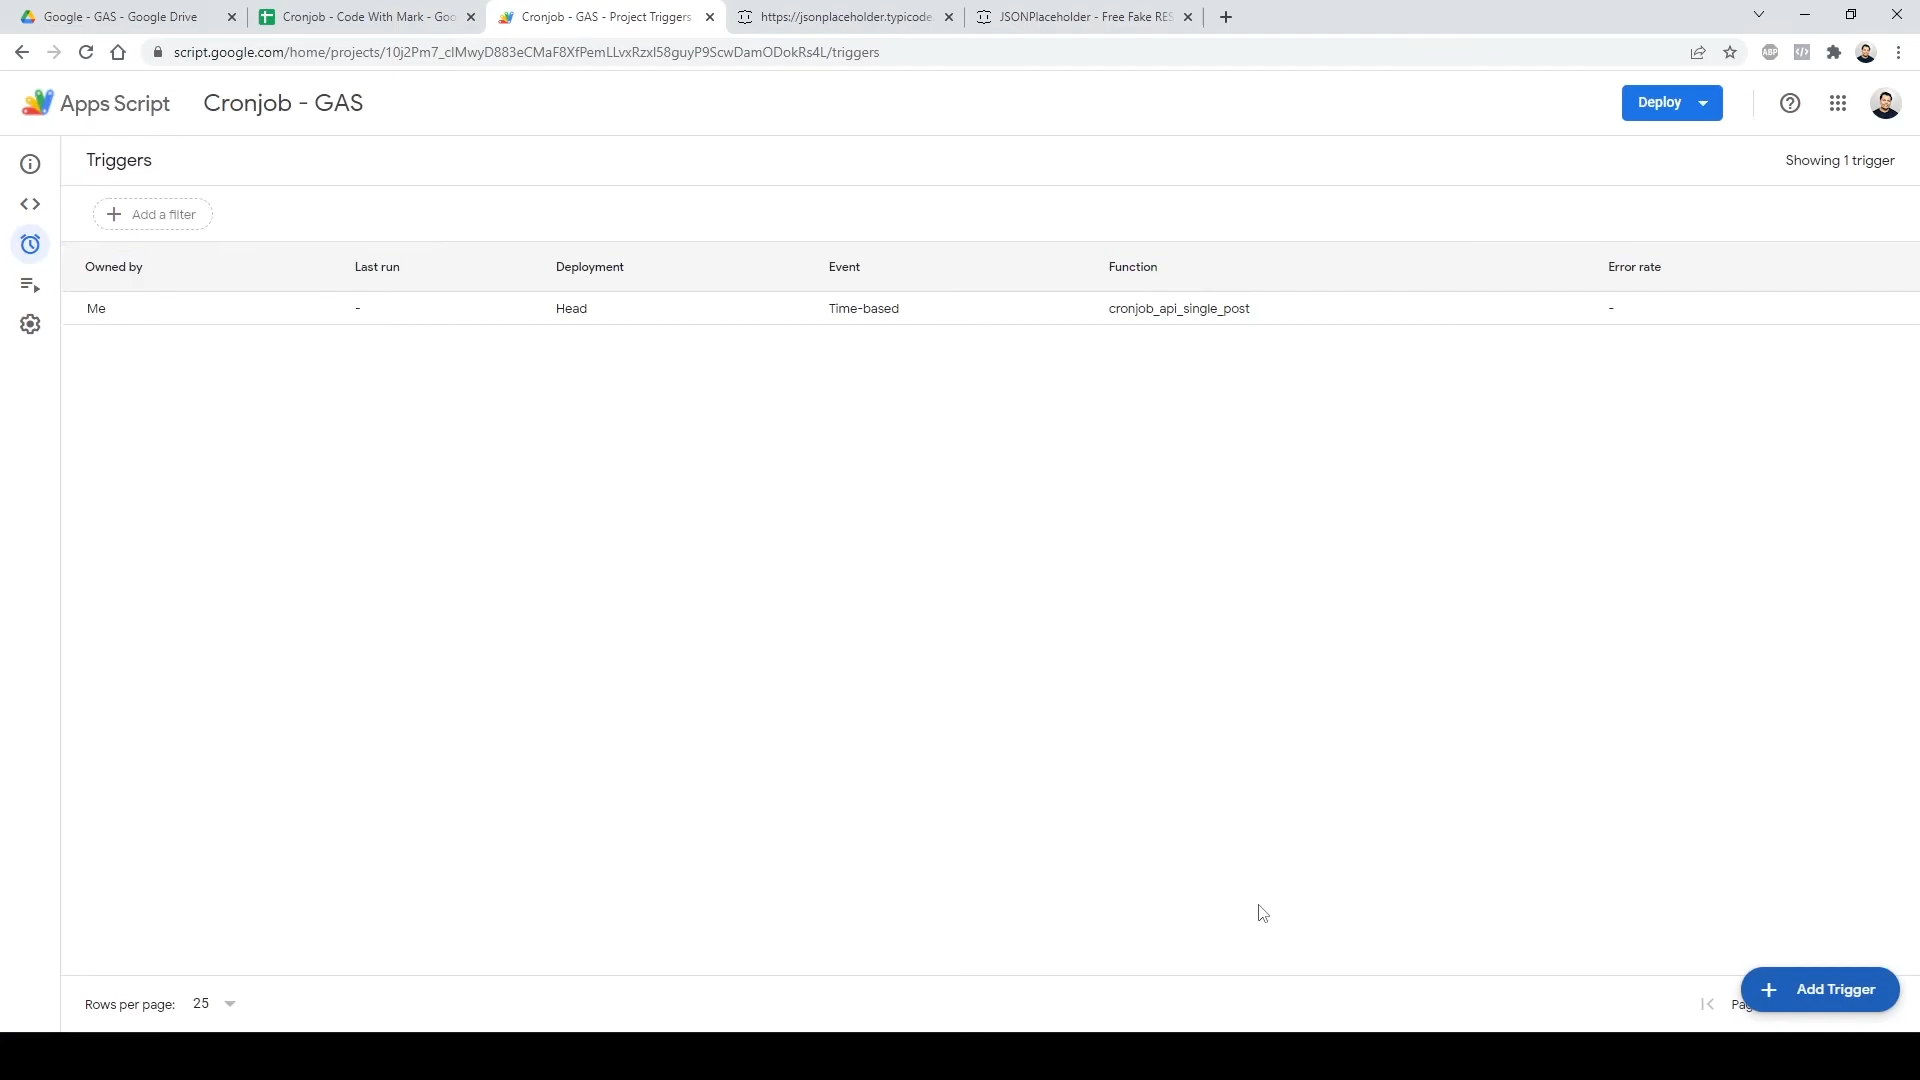 Google - GAS - Google Drive
Cronjob - Code With Mark - Goo
Cronjob - GAS - Project Triggers
https://jsonplaceholder.typicode
JSONPlaceholder - Free Fake RES
script.google.com/home/projects/10j2Pm7_clMwyD883eCMaF8XfPemLLvxRzxl58guyP9ScwDamODokRs4L/triggers
ABP
Apps Script
Cronjob - GAS
Deploy
Triggers
Showing 1 trigger
Add a filter
Owned by Last run Deployment Event Function Error rate
Me - Head Time-based cronjob_api_single_post -
Rows per page: 25
Pag
Add Trigger